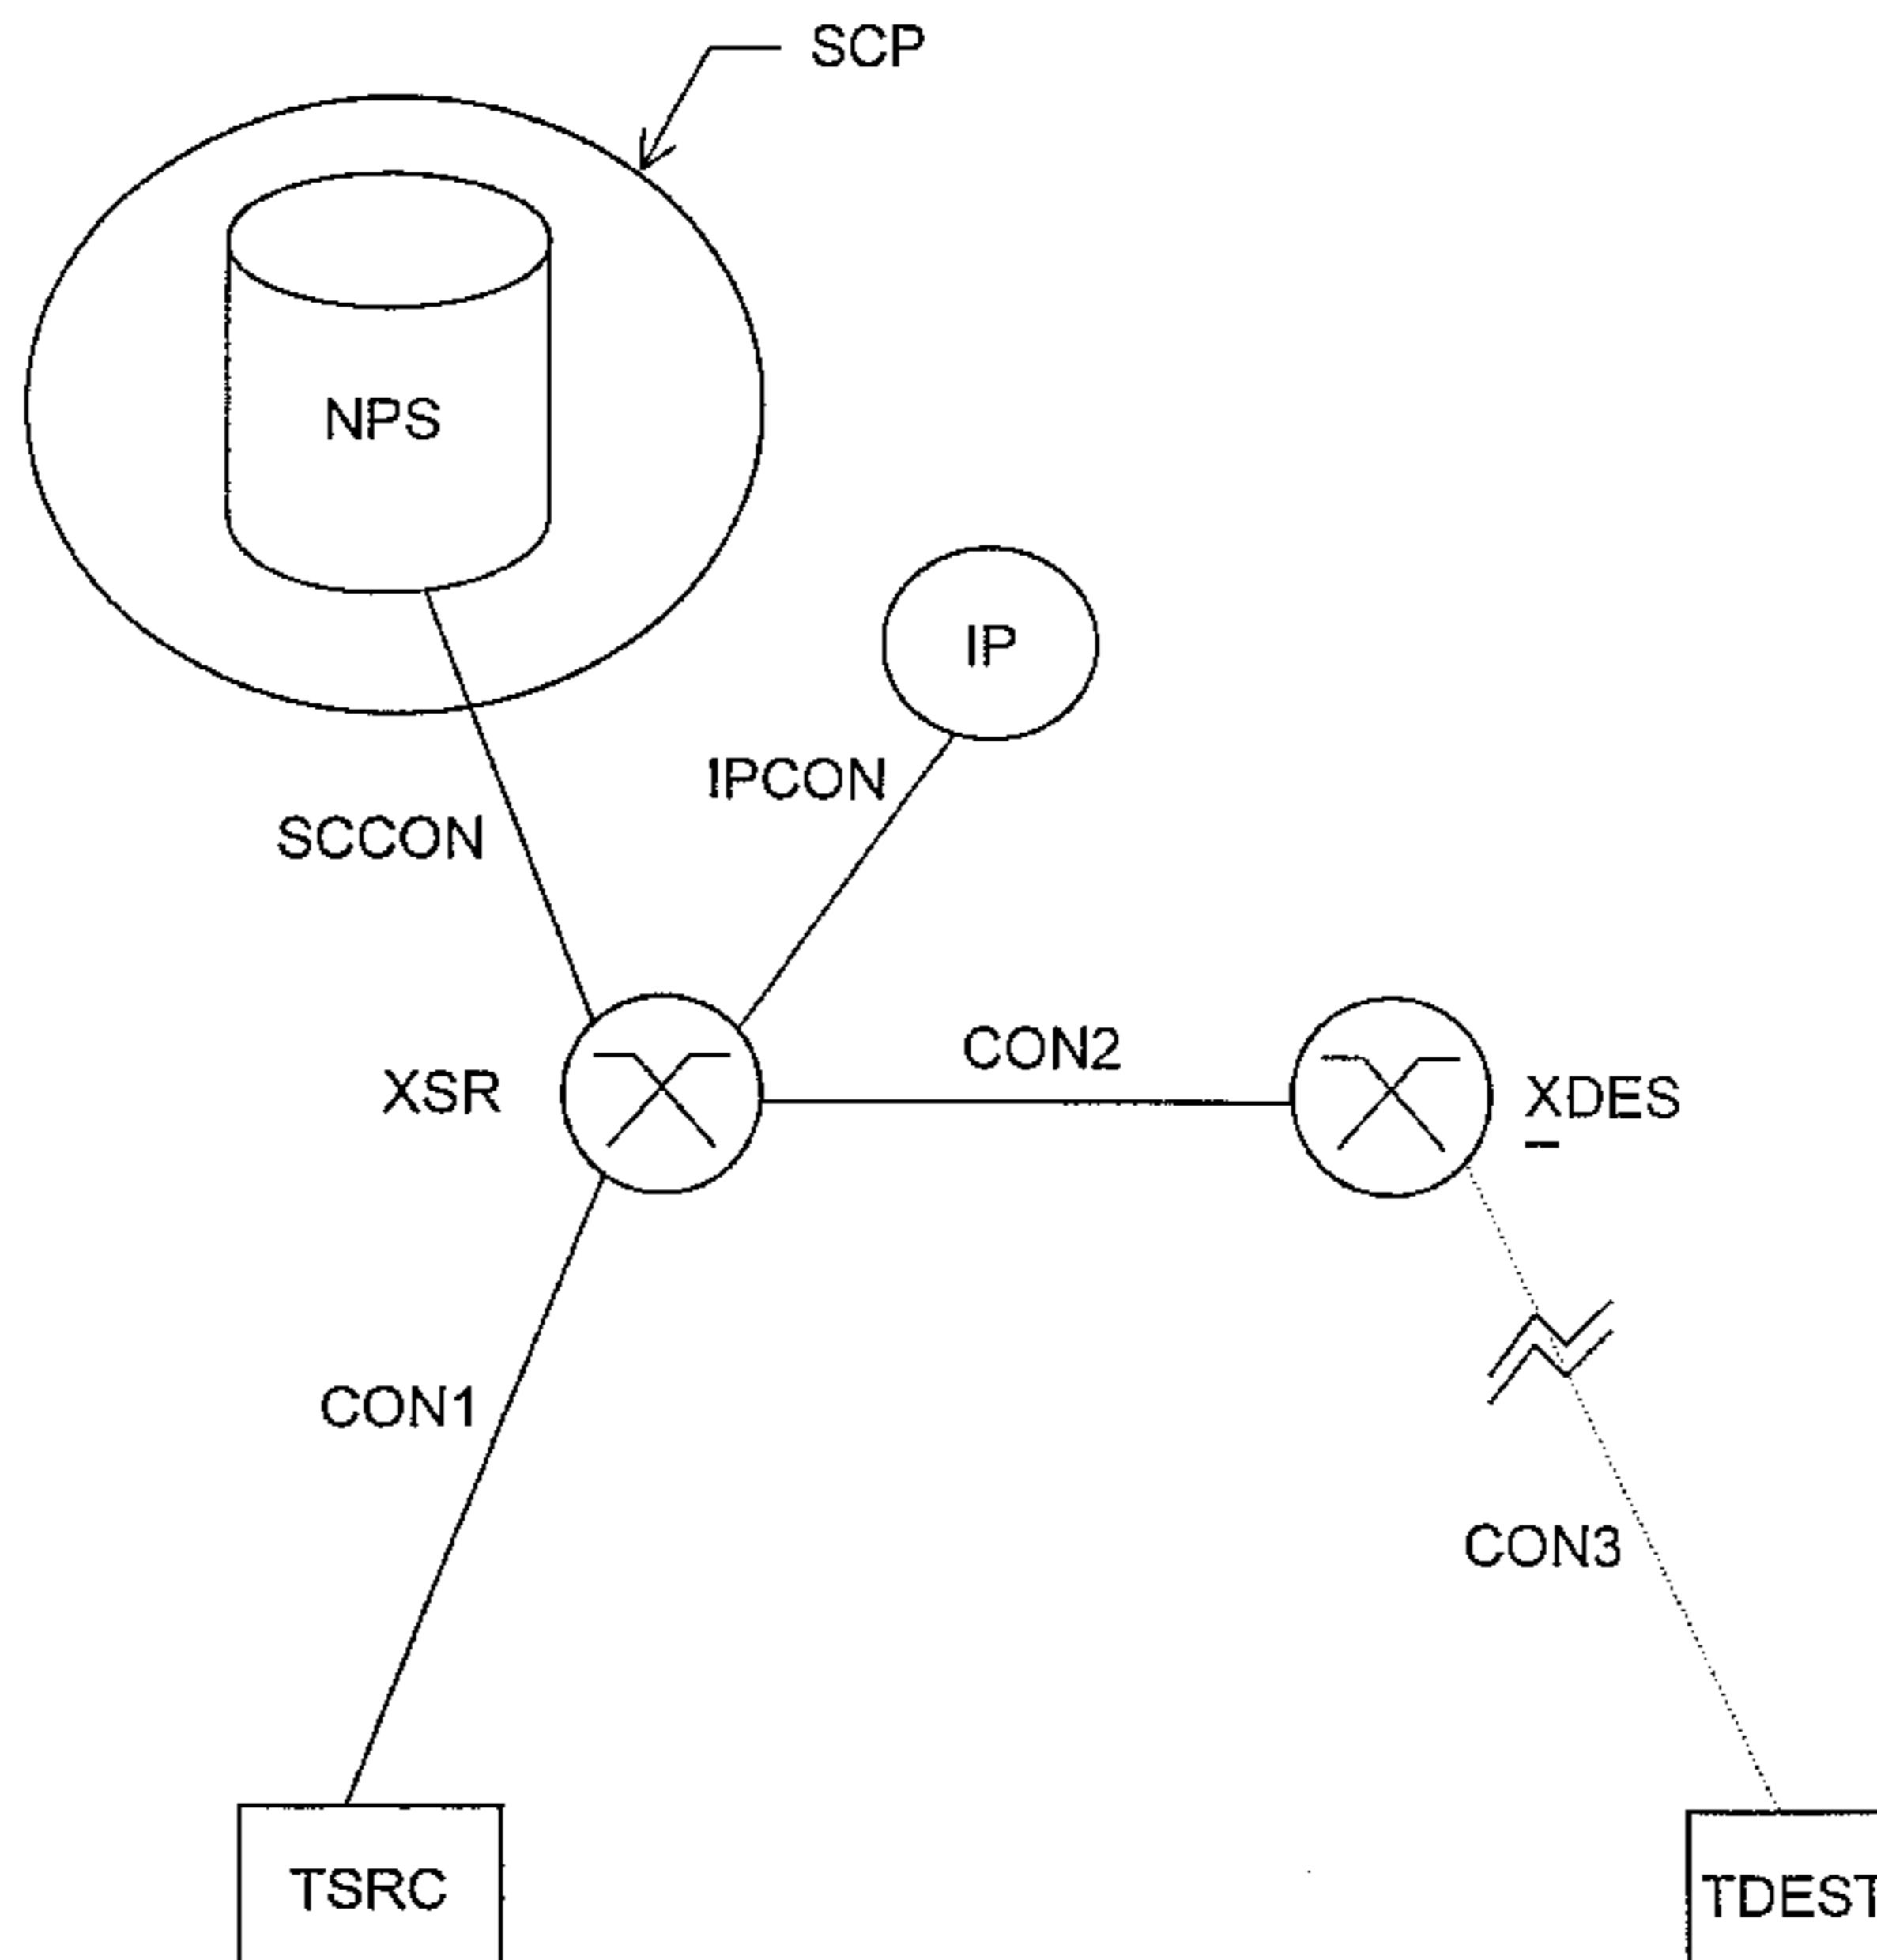 SCP
NPS
IP
IPCON
SCCON
CON2
XSR
XDES
CON1
CON3
TSRC
TDEST